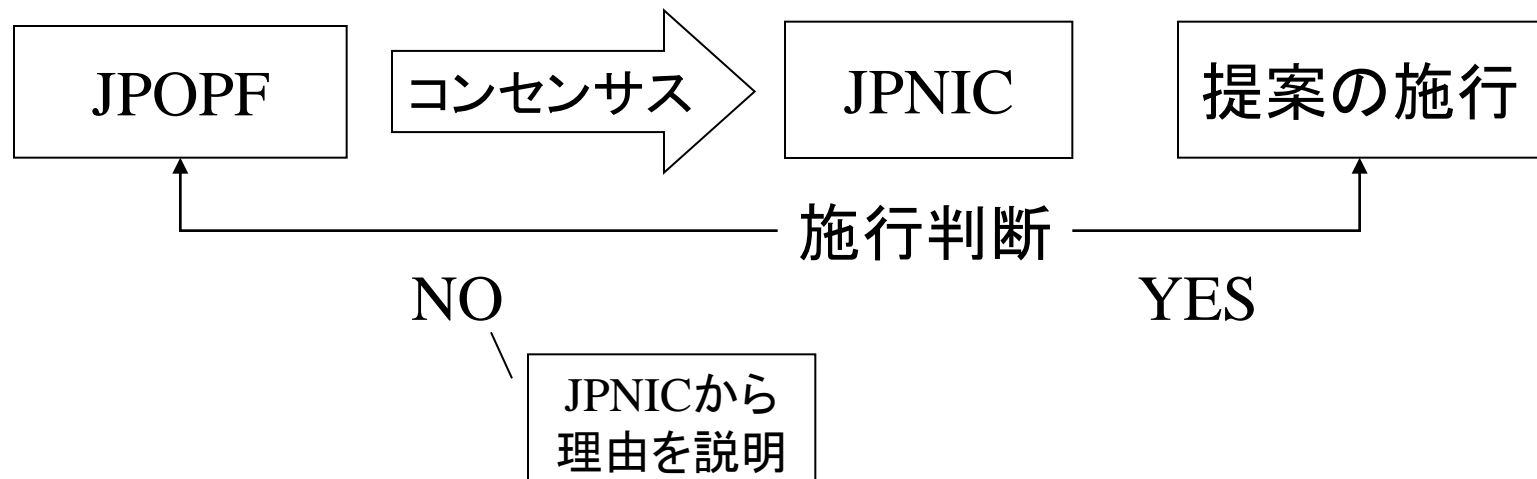 JPOPF
コンセンサス
JPNIC
提案の施行
施行判断
NO
YES
JPNICから
理由を説明